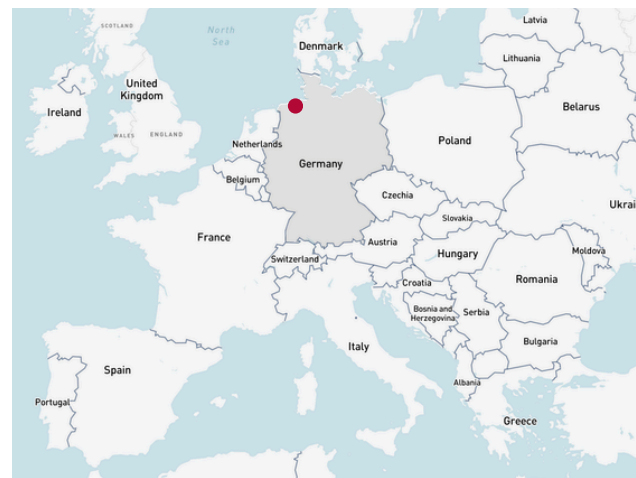 SCOTLAND
North
Sea
Denmark
Latvia
Lithuania
United
Kingdom
Ireland
WALES
ENGLAND
Netherlands
Belgium
Germany
Poland
Belarus
Czechia
Slovakia
Ukrai
France
Switzerland
Austria
Hungary
Moldova
Romania
Croatia
Bosnia and
Herzegovina
Serbia
Bulgaria
Italy
Albania
Greece
Spain
Portugal